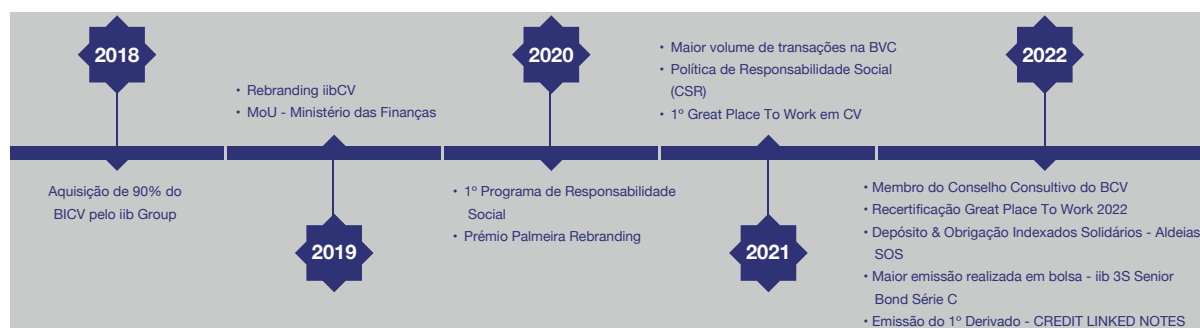 2018
Aquisição de 90% do
BICV pelo iib Group
• Rebranding iibCV
• MoU - Ministério das Finanças
2019
2020
• 1º Programa de Responsabilidade
Social
• Prémio Palmeira Rebranding
• Maior volume de transações na BVC
• Política de Responsabilidade Social
(CSR)
• 1º Great Place To Work em CV
2021
2022
• Membro do Conselho Consultivo do BCV
• Recertificação Great Place To Work 2022
• Depósito & Obrigação Indexados Solidários - Aldeias
SOS
• Maior emissão realizada em bolsa - iib 3S Senior
Bond Série C
• Emissão do 1º Derivado - CREDIT LINKED NOTES